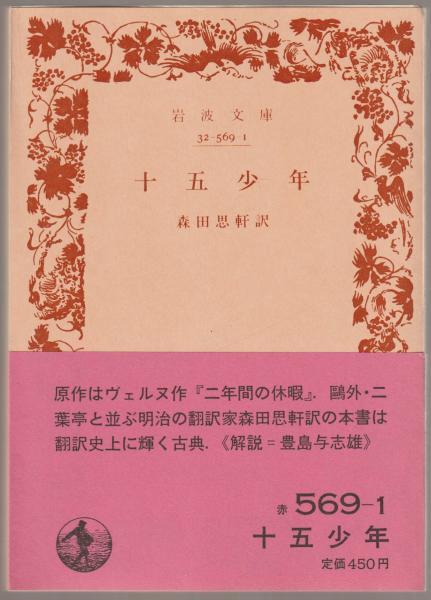 岩波文庫
32-569-1
十五少年
森田思軒訳
原作はヴェルヌ作『二年間の休暇』. 鷗外・二
葉亭と並ぶ明治の翻訳家森田思軒訳の本書は
翻訳史上に輝く古典. 《解説=豊島与志雄》
赤 569-1
十五少年
定価450円